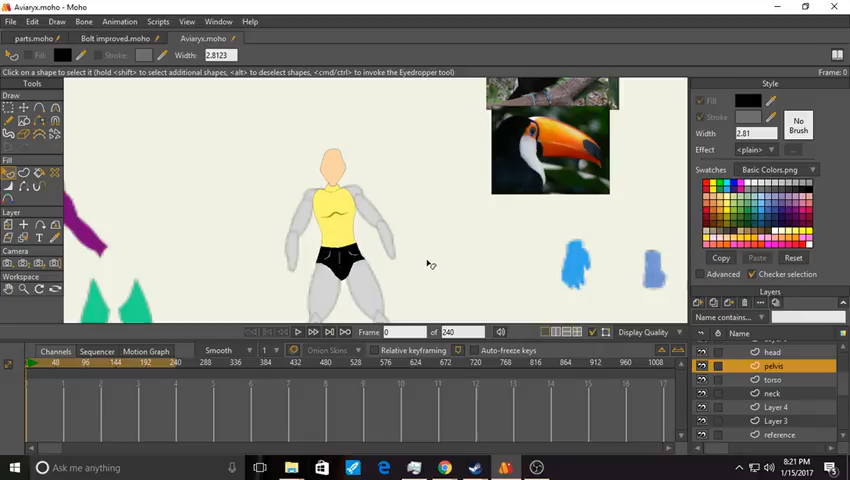 Aviaryx.moho - Moho
File Edit Draw Bone Animation Scripts View Window Help
parts.moho Bolt improved.moho Aviaryx.moho
Fill: Stroke: Width: 2.8123
Click on a shape to select it (hold <shift> to select additional shapes, <alt> to deselect shapes, <cmd/ctrl> to invoke the Eyedropper tool) Frame: 0
Tools
Draw
Fill
Layer
Camera
Workspace
Style
Fill
Stroke
No Brush
Width 2.81
Effect <plain> ...
Swatches Basic Colors.png
Copy Paste Reset
Advanced Checker selection
Layers
Name contains...
Name
head
pelvis
torso
neck
Layer 4
Layer 3
reference
Frame 0 of 240 Display Quality
Channels Sequencer Motion Graph Smooth 1 Onion Skins Relative keyframing Auto-freeze keys
48 96 144 192 240 288 336 384 432 480 528 576 624 672 720 768 816 864 912 960 1008
1 2 3 4 5 6 7 8 9 10 11 12 13 14 15 16 17
Ask me anything
8:21 PM
1/15/2017